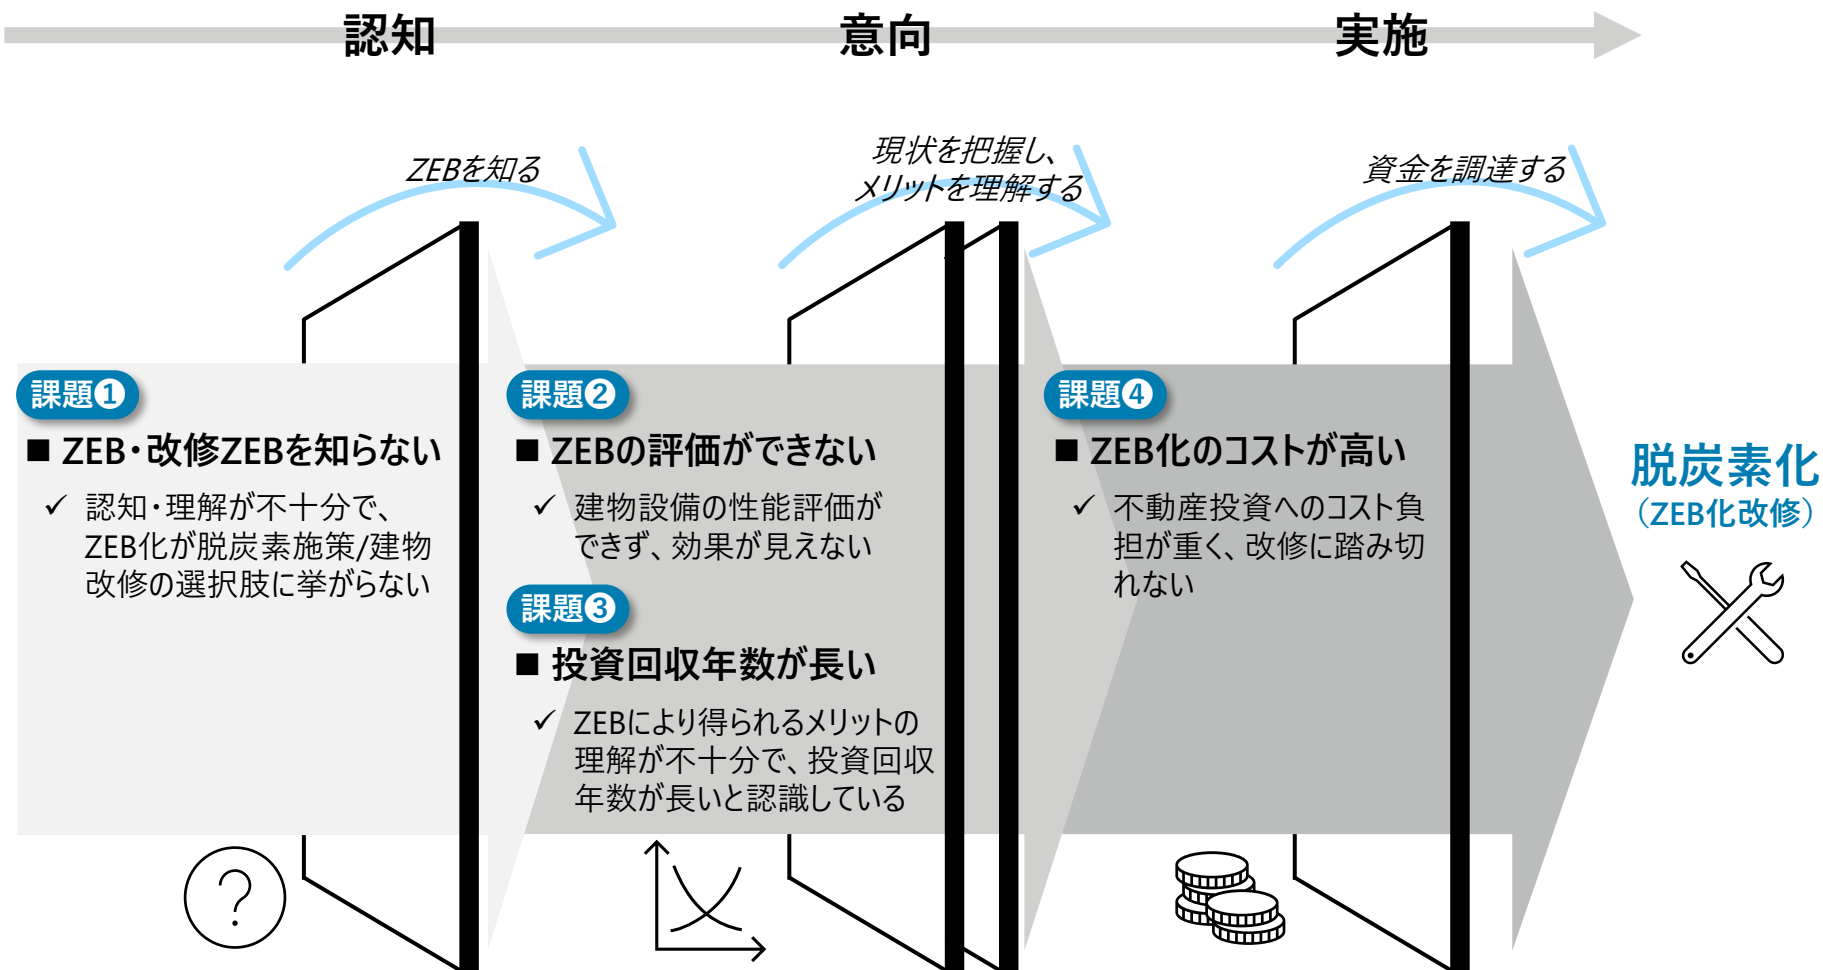 認知
意向
実施
ZEBを知る
現状を把握し、
メリットを理解する
資金を調達する
課題❶
■ ZEB・改修ZEBを知らない
✓ 認知・理解が不十分で、
ZEB化が脱炭素施策/建物
改修の選択肢に挙がらない
課題❷
■ ZEBの評価ができない
✓ 建物設備の性能評価が
できず、効果が見えない
課題❸
■ 投資回収年数が長い
✓ ZEBにより得られるメリットの
理解が不十分で、投資回収
年数が長いと認識している
課題❹
■ ZEB化のコストが高い
✓ 不動産投資へのコスト負
担が重く、改修に踏み切
れない
脱炭素化
（ZEB化改修）
?